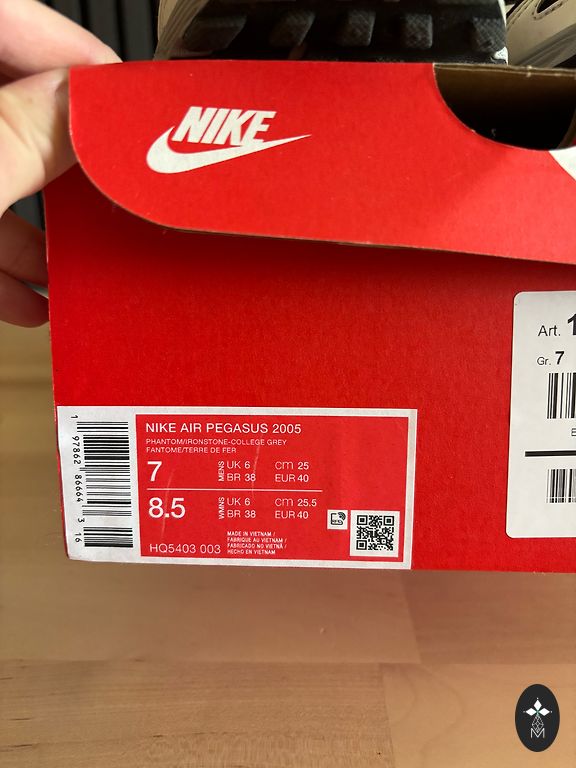 NIKE
Art. 1
Gr. 7
NIKE AIR PEGASUS 2005
PHANTOM/IRONSTONE-COLLEGE GREY
FANTOME/TERRE DE FER
7 MENS UK 6 cm 25
BR 38 EUR 40
8.5 WMNS UK 6 cm 25.5
BR 38 EUR 40
MADE IN VIETNAM /
FABRIQUE AU VIETNAM /
FABRICADO NO VIETNÃ /
HECHO EN VIETNAM
HQ5403 003
1 97862 86664 3 16
M